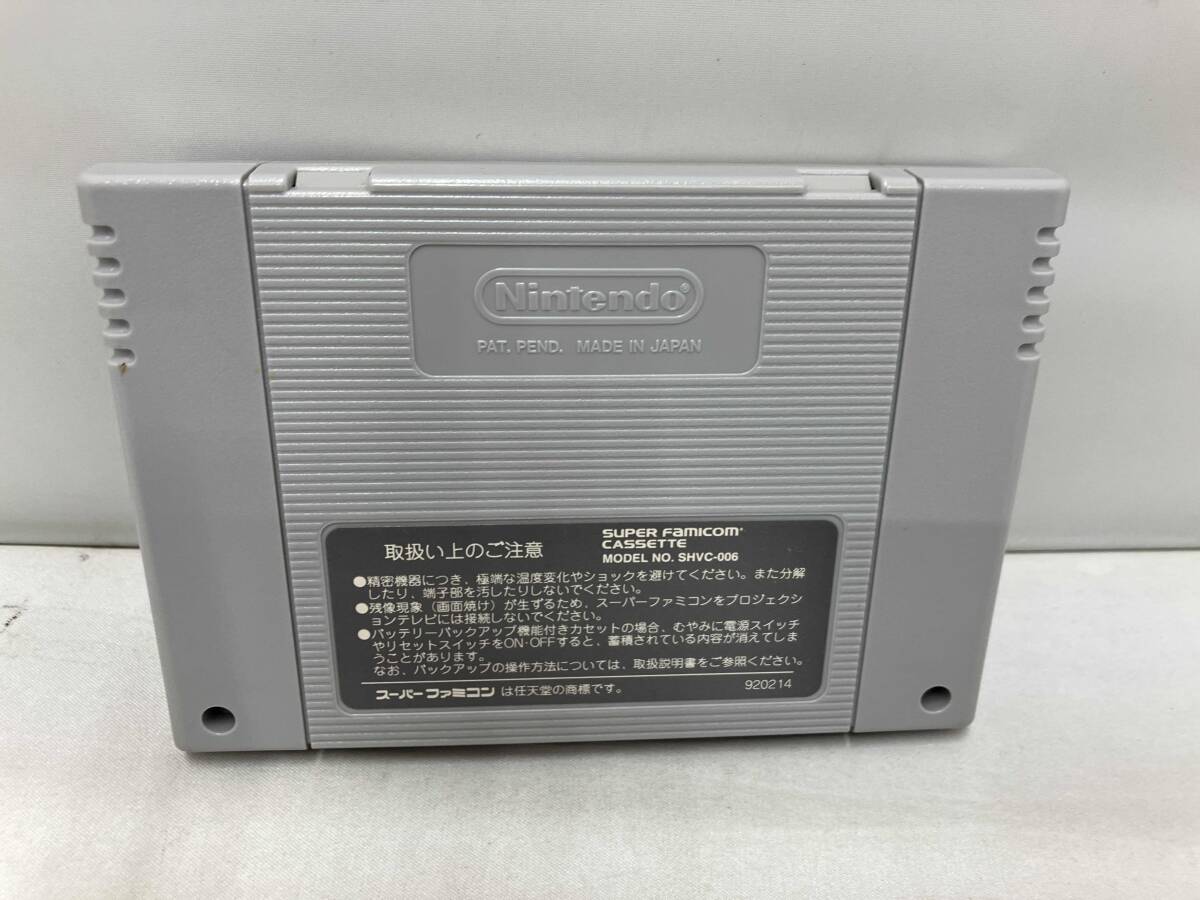 Nintendo®
PAT. PEND. MADE IN JAPAN
取扱い上のご注意
SUPER FAMICOM®
CASSETTE
MODEL NO. SHVC-006
●精密機器につき、極端な温度変化やショックを避けてください。また分解
したり、端子部を汚したりしないでください。
●残像現象（画面焼け）が生ずるため、スーパーファミコンをプロジェクシ
ョンテレビには接続しないでください。
●バッテリーバックアップ機能付きカセットの場合、むやみに電源スイッチ
やリセットスイッチをON·OFFすると、蓄積されている内容が消えてしま
うことがあります。
なお、バックアップの操作方法については、取扱説明書をご参照ください。
スーパーファミコンは任天堂の商標です。
920214